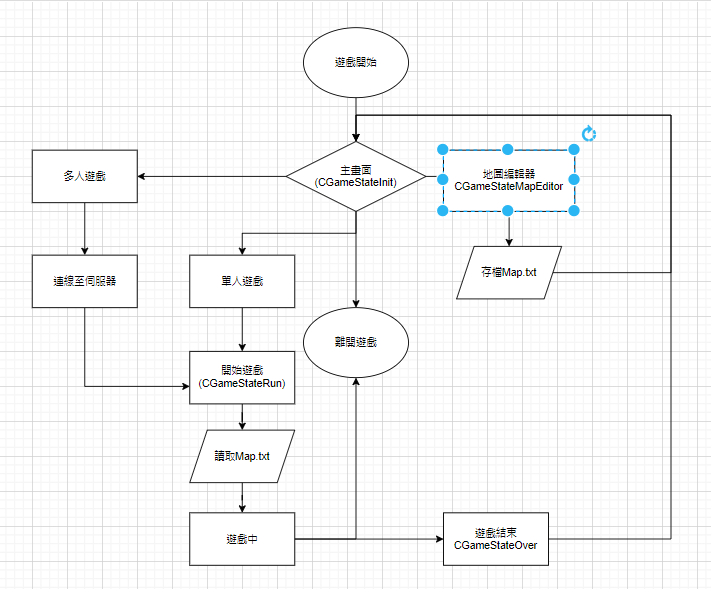 遊戲開始
主畫面
(CGameStateInit)
地圖編輯器
CGameStateMapEditor
多人遊戲
存檔Map.txt
連線至伺服器
單人遊戲
離開遊戲
開始遊戲
(CGameStateRun)
讀取Map.txt
遊戲中
遊戲結束
CGameStateOver